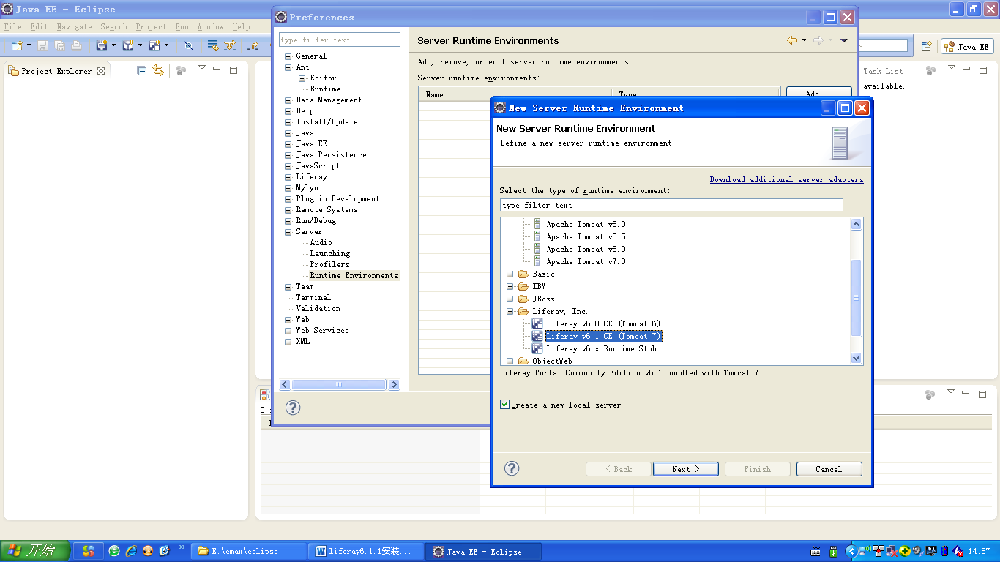 Java EE - Eclipse
File Edit Navigate Search Project Run Window Help
Java EE
Project Explorer
Task List
available.
Preferences
type filter text
General
Ant
Editor
Runtime
Data Management
Help
Install/Update
Java
Java EE
Java Persistence
JavaScript
Liferay
Mylyn
Plug-in Development
Remote Systems
Run/Debug
Server
Audio
Launching
Profilers
Runtime Environments
Team
Terminal
Validation
Web
Web Services
XML
Server Runtime Environments
Add, remove, or edit server runtime environments.
Server runtime environments:
Name Type
Add...
New Server Runtime Environment
New Server Runtime Environment
Define a new server runtime environment
Download additional server adapters
Select the type of runtime environment:
type filter text
Apache Tomcat v5.0
Apache Tomcat v5.5
Apache Tomcat v6.0
Apache Tomcat v7.0
Basic
IBM
JBoss
Liferay, Inc.
Liferay v6.0 CE (Tomcat 6)
Liferay v6.1 CE (Tomcat 7)
Liferay v6.x Runtime Stub
ObjectWeb
Liferay Portal Community Edition v6.1 bundled with Tomcat 7
Create a new local server
< Back Next > Finish Cancel
开始 E:\emax\eclipse liferay6.1.1安装... Java EE - Eclipse 14:57